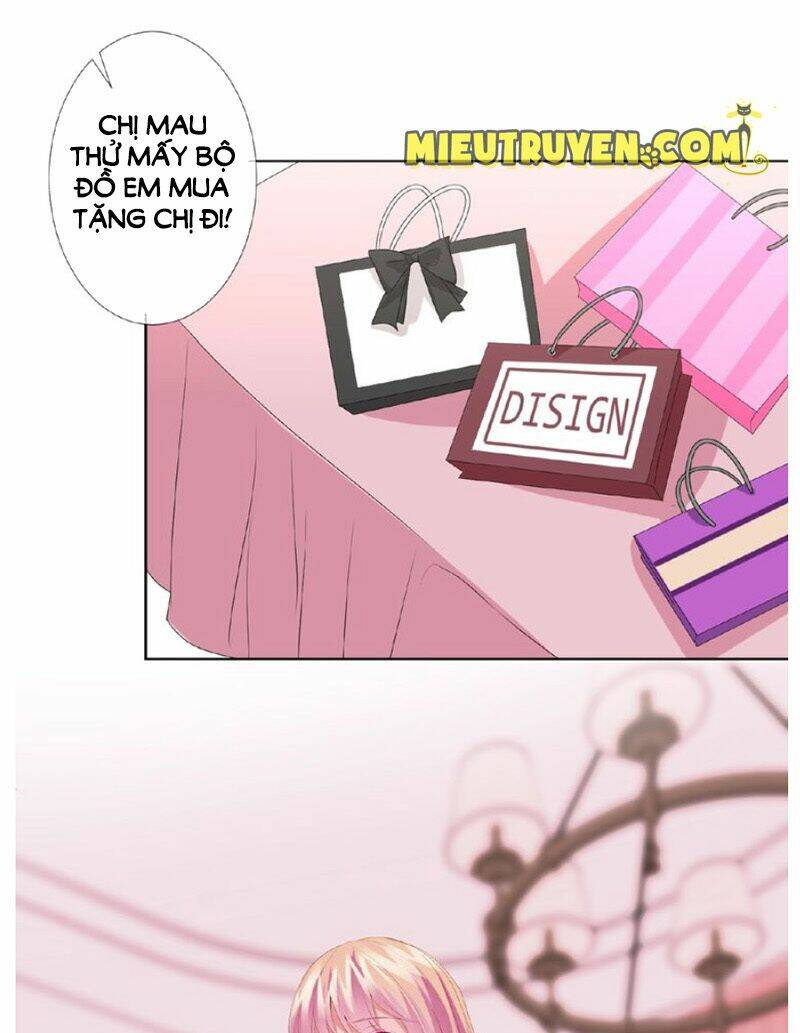 CHỊ MAU
THỬ MẤY BỘ
ĐỒ EM MUA
TẶNG CHỊ ĐI!
MIEUTRUYEN.COM
DISIGN